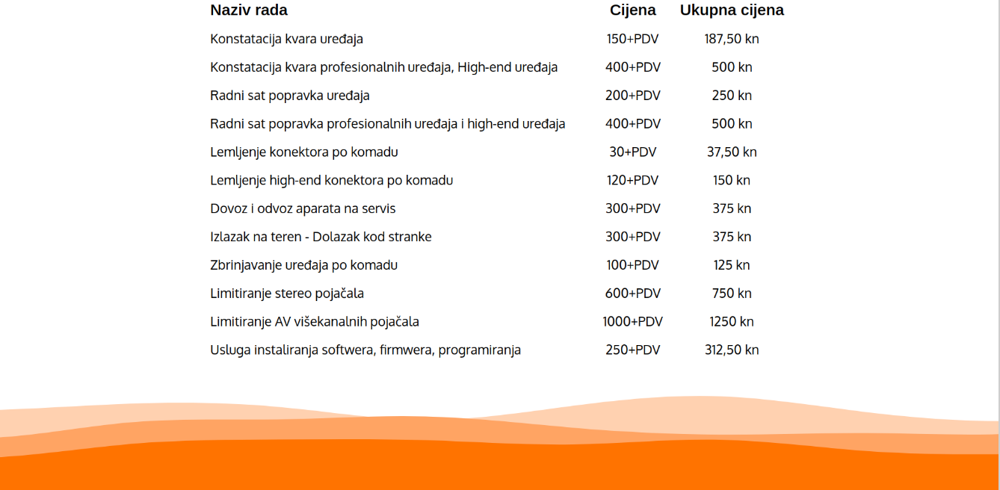 Naziv rada Cijena Ukupna cijena
Konstatacija kvara uređaja 150+PDV 187,50 kn
Konstatacija kvara profesionalnih uređaja, High-end uređaja 400+PDV 500 kn
Radni sat popravka uređaja 200+PDV 250 kn
Radni sat popravka profesionalnih uređaja i high-end uređaja 400+PDV 500 kn
Lemljenje konektora po komadu 30+PDV 37,50 kn
Lemljenje high-end konektora po komadu 120+PDV 150 kn
Dovoz i odvoz aparata na servis 300+PDV 375 kn
Izlazak na teren - Dolazak kod stranke 300+PDV 375 kn
Zbrinjavanje uređaja po komadu 100+PDV 125 kn
Limitiranje stereo pojačala 600+PDV 750 kn
Limitiranje AV višekanalnih pojačala 1000+PDV 1250 kn
Usluga instaliranja softwera, firmwera, programiranja 250+PDV 312,50 kn